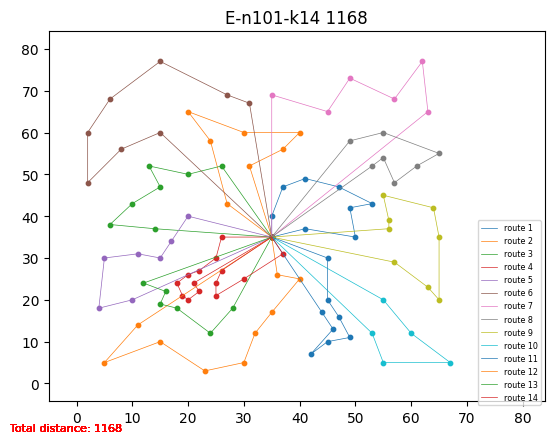 E-n101-k14 1168
80
70
60
50
40
30
20
10
0
0 10 20 30 40 50 60 70 80
route 1
route 2
route 3
route 4
route 5
route 6
route 7
route 8
route 9
route 10
route 11
route 12
route 13
route 14
Total distance: 1168